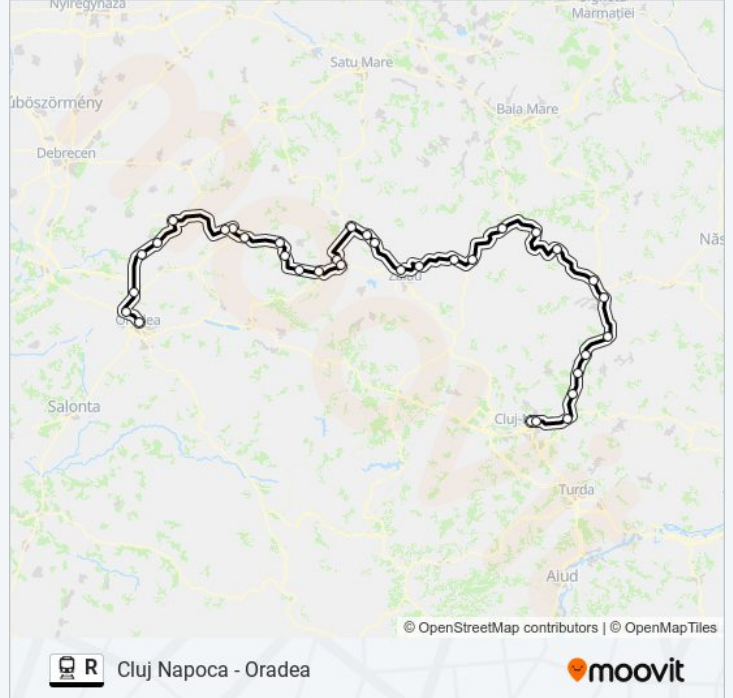 Nyíregyháza
Marmației
Satu Mare
úböszörmény
Baia Mare
Debrecen
Năs
Zalău
Oradea
Salonta
Cluj-N
Turda
Aiud
© OpenStreetMap contributors | © OpenMapTiles
R Cluj Napoca - Oradea
moovit